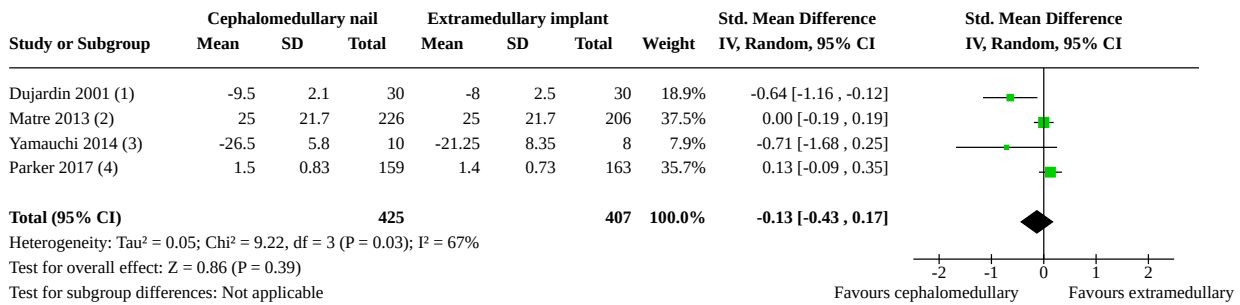 Cephalomedullary nail Extramedullary implant Std. Mean Difference Std. Mean Difference
Study or Subgroup Mean SD Total Mean SD Total Weight IV, Random, 95% CI IV, Random, 95% CI
Dujardin 2001 (1) -9.5 2.1 30 -8 2.5 30 18.9% -0.64 [-1.16 , -0.12]
Matre 2013 (2) 25 21.7 226 25 21.7 206 37.5% 0.00 [-0.19 , 0.19]
Yamauchi 2014 (3) -26.5 5.8 10 -21.25 8.35 8 7.9% -0.71 [-1.68 , 0.25]
Parker 2017 (4) 1.5 0.83 159 1.4 0.73 163 35.7% 0.13 [-0.09 , 0.35]
Total (95% CI) 425 407 100.0% -0.13 [-0.43 , 0.17]
Heterogeneity: Tau² = 0.05; Chi² = 9.22, df = 3 (P = 0.03); I² = 67%
Test for overall effect: Z = 0.86 (P = 0.39) -2 -1 0 1 2
Test for subgroup differences: Not applicable Favours cephalomedullary Favours extramedullary